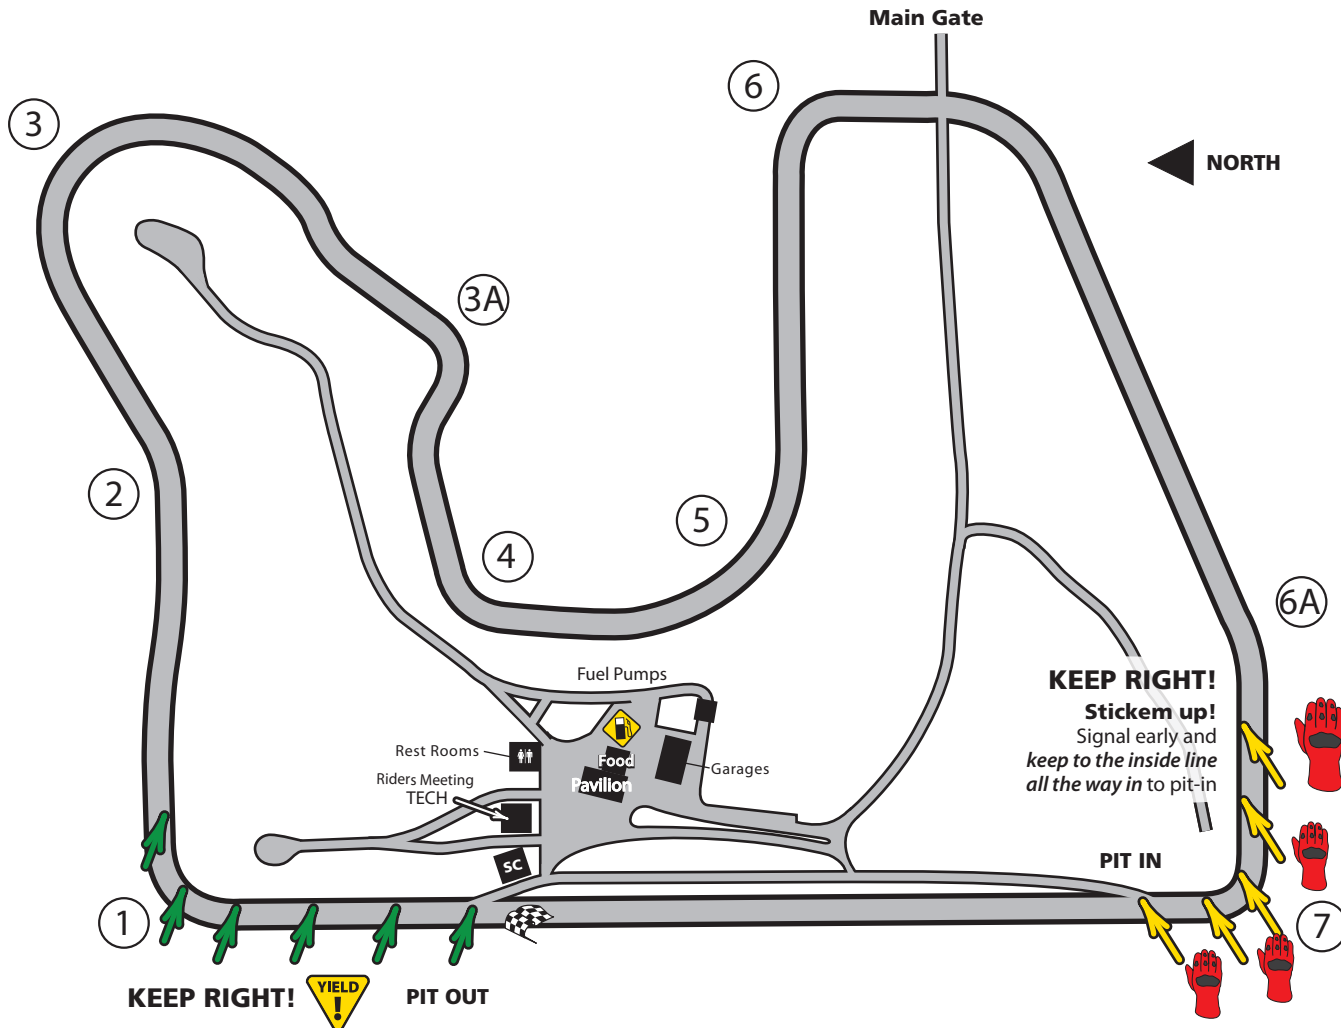 Main Gate
6
3
NORTH
3A
2
5
4
6A
Fuel Pumps
KEEP RIGHT!
Stickem up!
Signal early and
keep to the inside line
all the way in to pit-in
Rest Rooms
Food
Garages
Riders Meeting
TECH
Pavilion
SC
PIT IN
1
7
KEEP RIGHT!
YIELD
!
PIT OUT